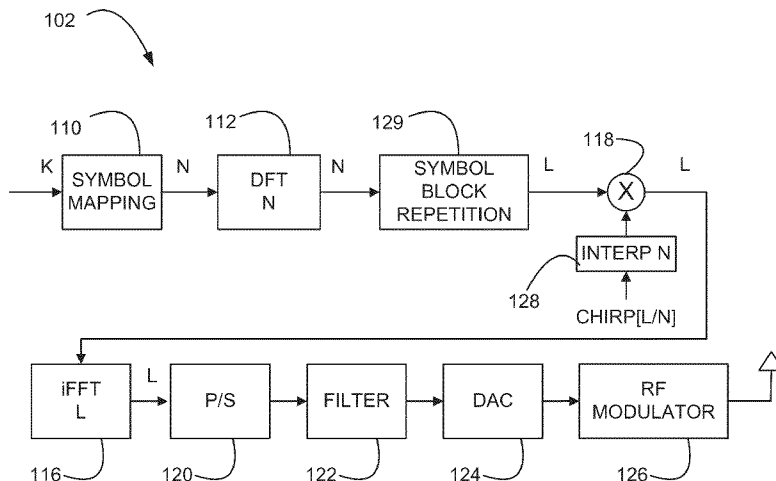 102
110
112
129
118
K
N
N
L
L
SYMBOL
MAPPING
DFT
N
SYMBOL
BLOCK
REPETITION
X
INTERP N
128
CHIRP[L/N]
iFFT
L
L
P/S
FILTER
DAC
RF
MODULATOR
116
120
122
124
126